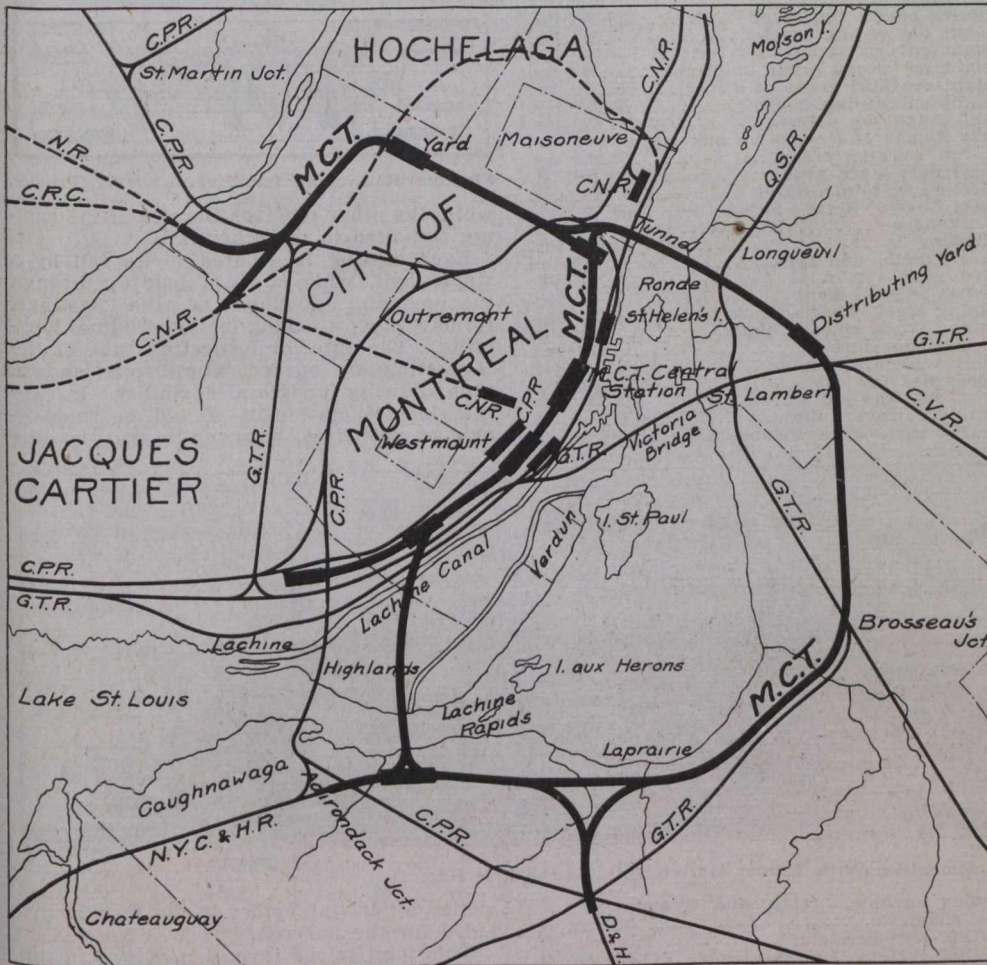 C.P.R.
HOCHELAGA
Molson I.
St. Martin Jct.
C.N.R.
C.P.R.
M.C.T.
Yard
Maisoneuve
Q.S.R.
N.R.
C.R.C.
C.N.R.
Tunnel
Longueuil
CITY OF
MONTREAL
M.C.T.
Ronde
St. Helen's I.
Distributing Yard
Outremont
C.N.R.
G.T.R.
M.C.T. Central
Station
St. Lambert
C.V.R.
C.N.R.
C.P.R
Westmount
G.T.R.
Victoria
Bridge
JACQUES
CARTIER
G.T.R.
C.P.R.
G.T.R.
I. St. Paul
Verdun
C.P.R.
G.T.R.
Lachine Canal
Lachine
Brosseau's
Jct.
Highlands
I. aux Herons
M.C.T.
Lake St. Louis
Lachine
Rapids
Laprairie
Caughnawaga
Adirondack Jct.
C.P.R.
G.T.R.
N.Y.C. & H.R.
Chateauguay
D.& H.